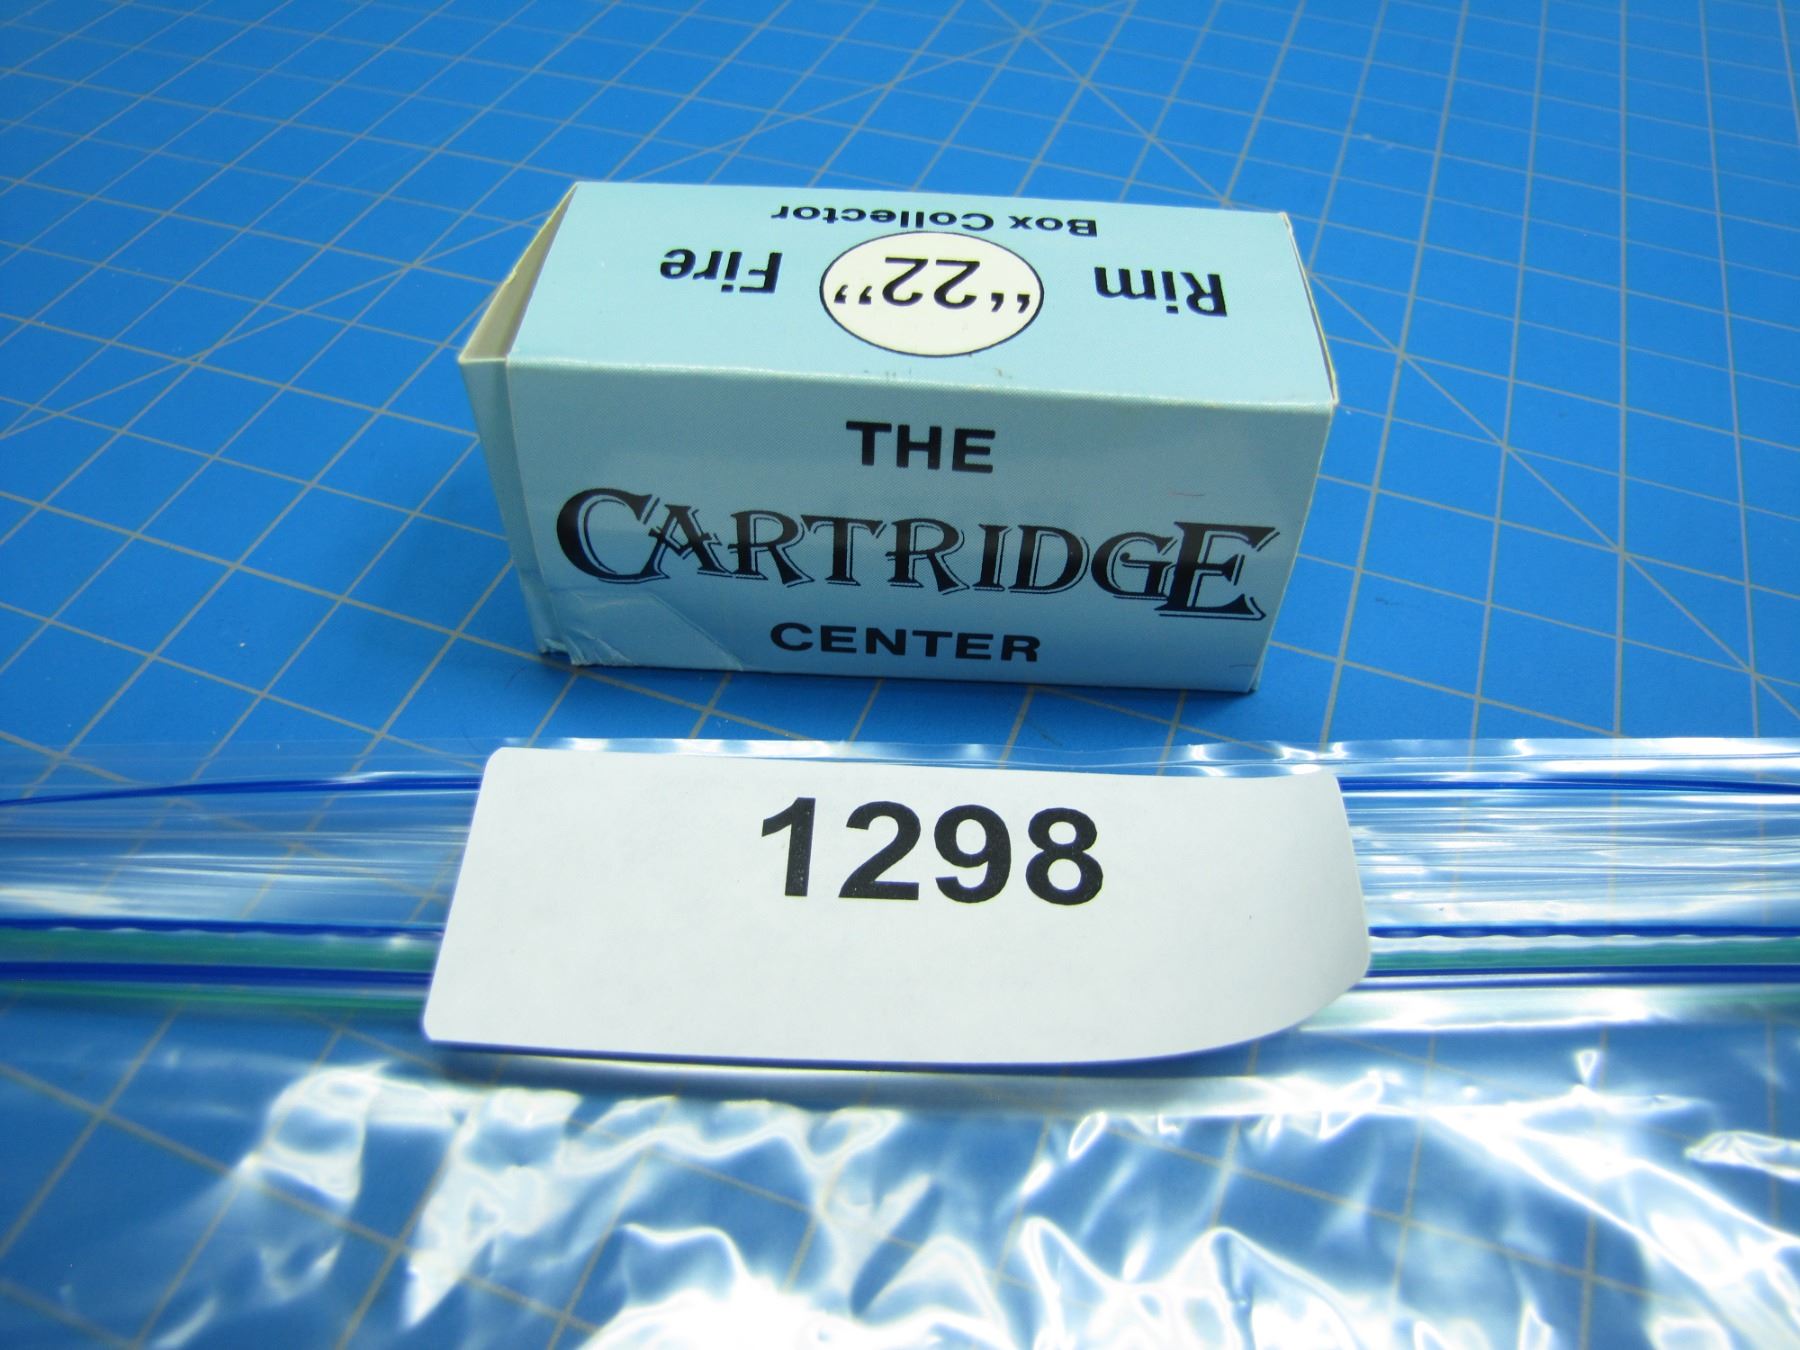 Box Collector
Rim "22" Fire
THE
CARTRIDGE
CENTER
1298